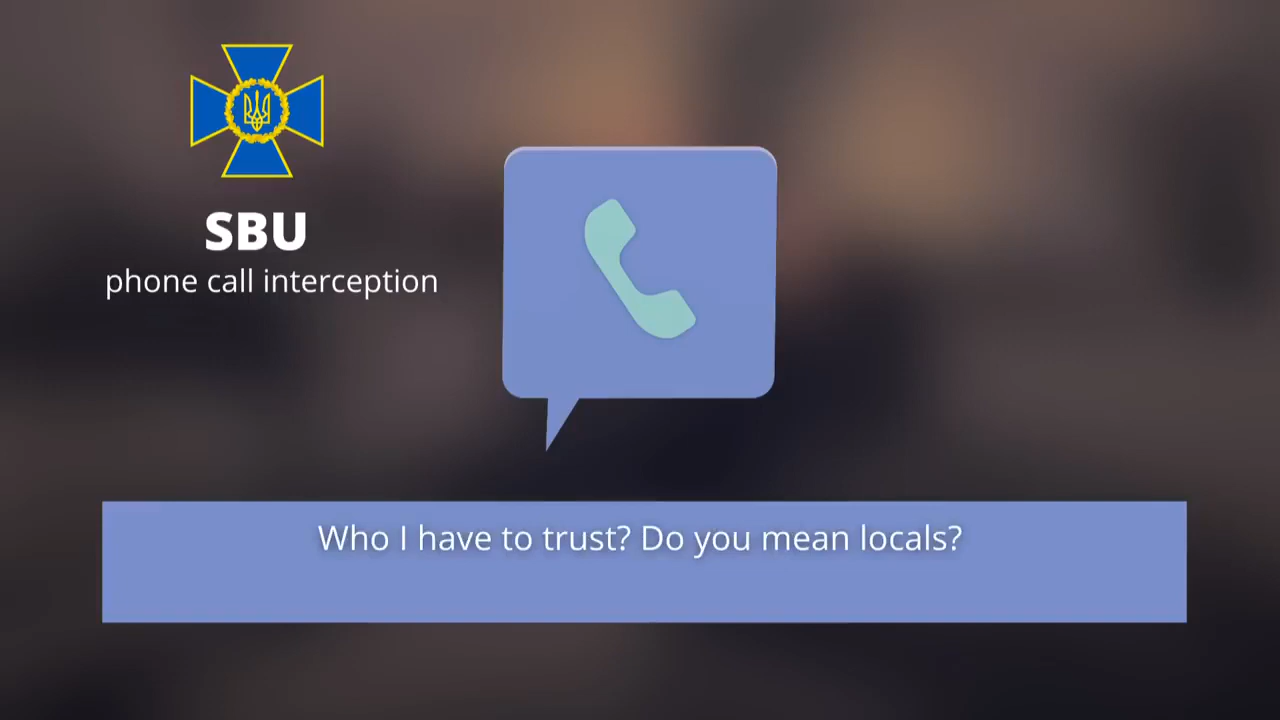 SBU
phone call interception
Who I have to trust? Do you mean locals?